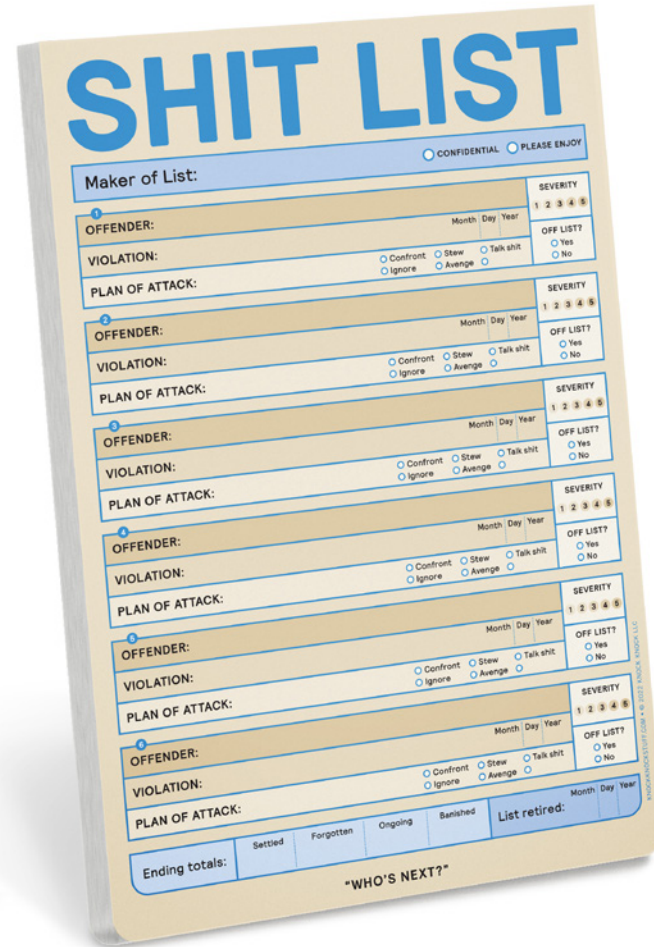 SHIT LIST
Maker of List: CONFIDENTIAL PLEASE ENJOY
1
OFFENDER: SEVERITY
1 2 3 4 5
VIOLATION: Month Day Year
OFF LIST?
PLAN OF ATTACK: Confront Stew Talk shit Yes
Ignore Avenge No
2
OFFENDER: SEVERITY
1 2 3 4 5
VIOLATION: Month Day Year
OFF LIST?
PLAN OF ATTACK: Confront Stew Talk shit Yes
Ignore Avenge No
3
OFFENDER: SEVERITY
1 2 3 4 5
VIOLATION: Month Day Year
OFF LIST?
PLAN OF ATTACK: Confront Stew Talk shit Yes
Ignore Avenge No
4
OFFENDER: SEVERITY
1 2 3 4 5
VIOLATION: Month Day Year
OFF LIST?
PLAN OF ATTACK: Confront Stew Talk shit Yes
Ignore Avenge No
5
OFFENDER: SEVERITY
1 2 3 4 5
VIOLATION: Month Day Year
OFF LIST?
PLAN OF ATTACK: Confront Stew Talk shit Yes
Ignore Avenge No
6
OFFENDER: SEVERITY
1 2 3 4 5
VIOLATION: Month Day Year
OFF LIST?
PLAN OF ATTACK: Confront Stew Talk shit Yes
Ignore Avenge No
Ending totals: Settled Forgotten Ongoing Banished List retired: Month Day Year
"WHO'S NEXT?"
KNOCKKNOCKSTUFF.COM • © 2022 KNOCK KNOCK LLC